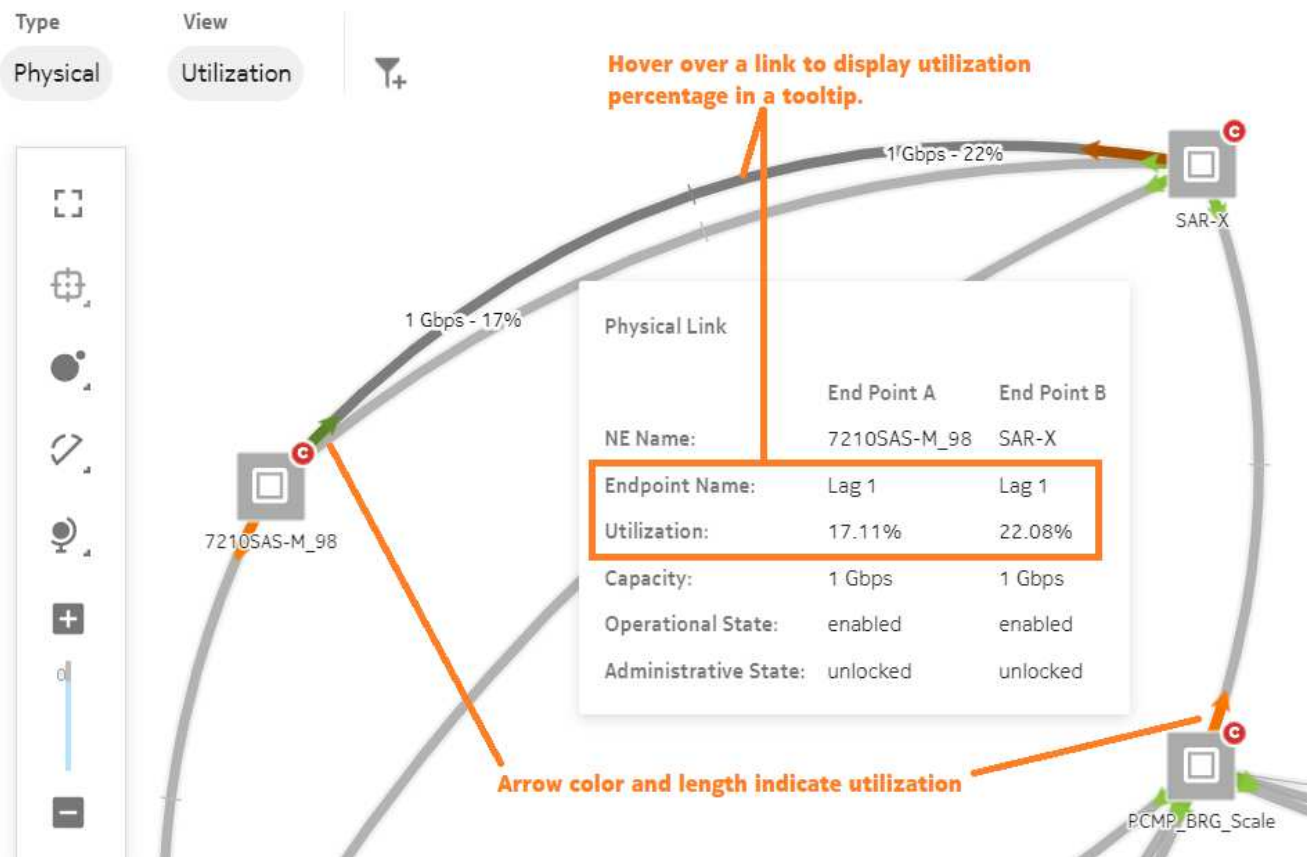 Type View
Physical Utilization
Hover over a link to display utilization
percentage in a tooltip.
C
1 Gbps - 22%
SAR-X
1 Gbps - 17%
C
7210SAS-M_98
Physical Link
End Point A End Point B
NE Name: 7210SAS-M_98 SAR-X
Endpoint Name: Lag 1 Lag 1
Utilization: 17.11% 22.08%
Capacity: 1 Gbps 1 Gbps
Operational State: enabled enabled
Administrative State: unlocked unlocked
0
C
Arrow color and length indicate utilization
PCMP_BRG_Scale